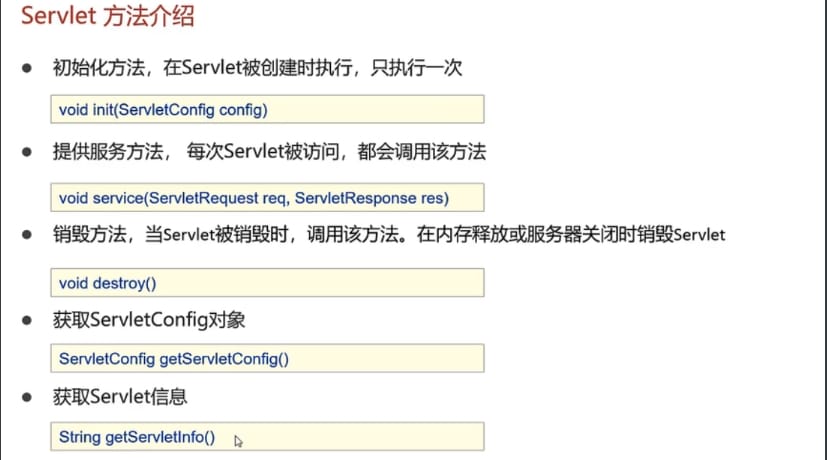 Servlet 方法介绍
● 初始化方法，在Servlet被创建时执行，只执行一次
void init(ServletConfig config)
● 提供服务方法， 每次Servlet被访问，都会调用该方法
void service(ServletRequest req, ServletResponse res)
● 销毁方法，当Servlet被销毁时，调用该方法。在内存释放或服务器关闭时销毁Servlet
void destroy()
● 获取ServletConfig对象
ServletConfig getServletConfig()
● 获取Servlet信息
String getServletInfo()